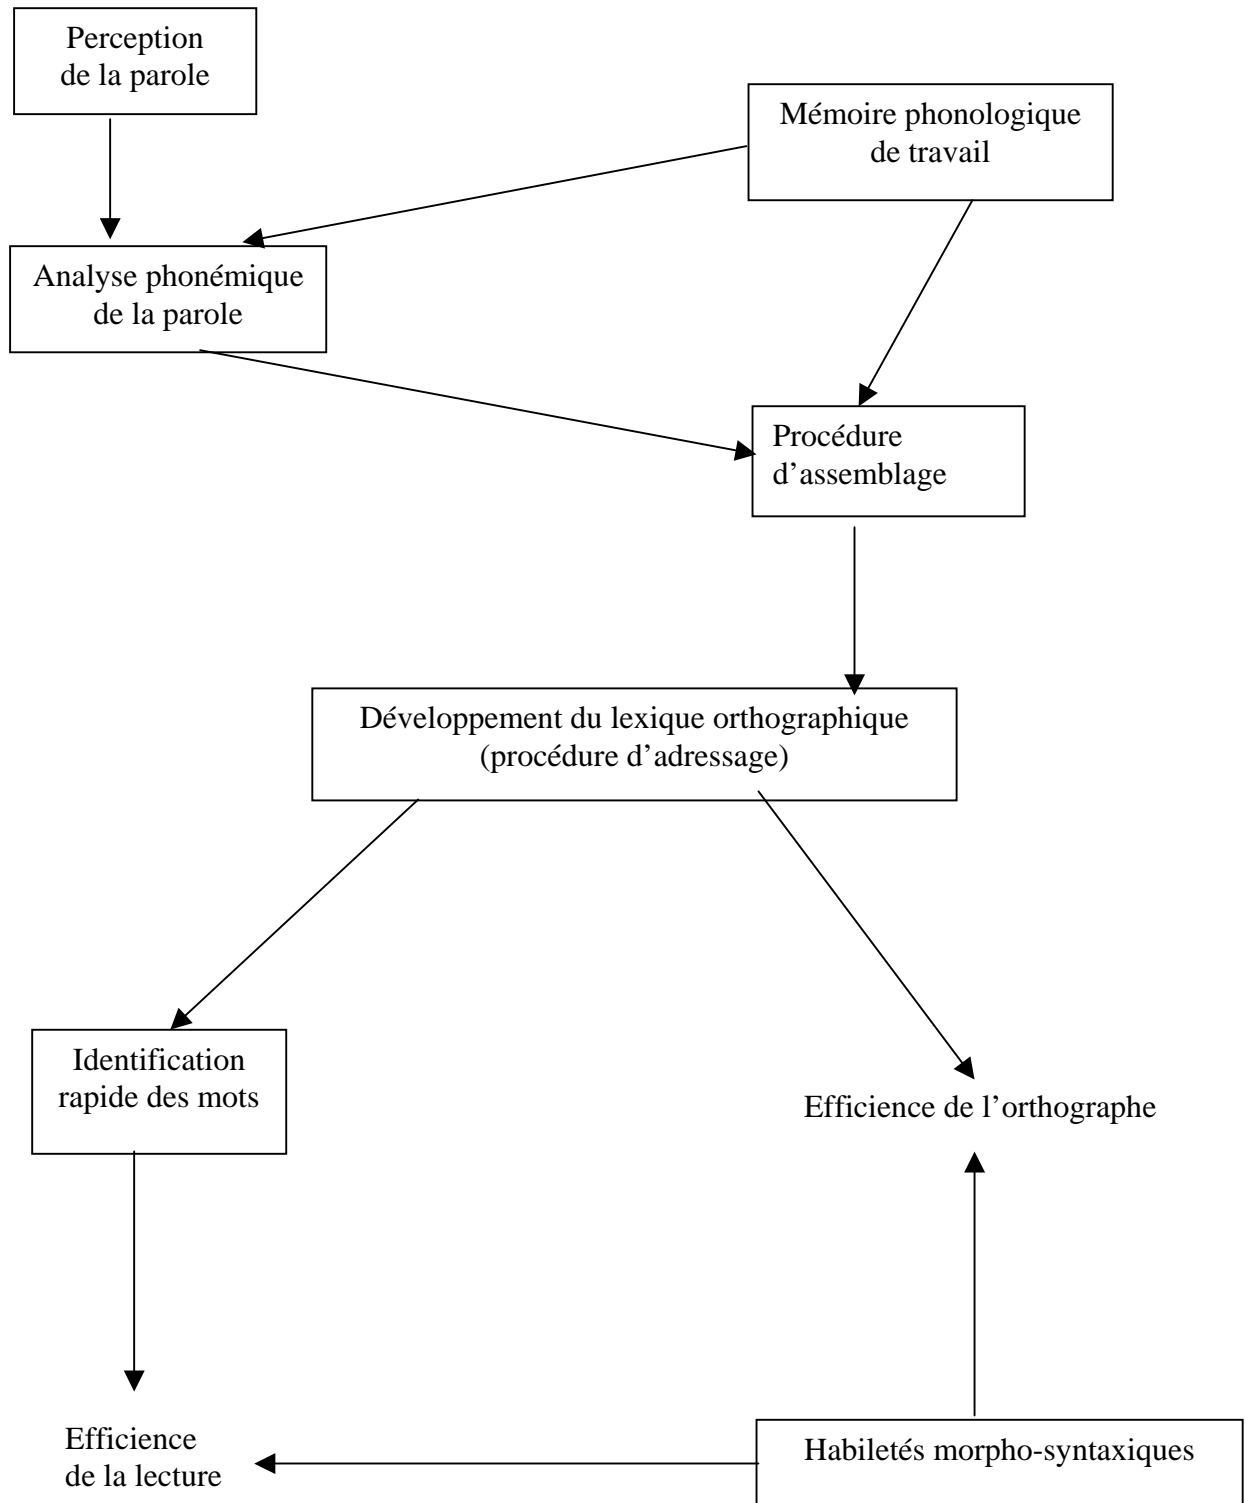 Perception
de la parole
Mémoire phonologique
de travail
Analyse phonémique
de la parole
Procédure
d’assemblage
Développement du lexique orthographique
(procédure d’adressage)
Identification
rapide des mots
Efficience de l’orthographe
Efficience
de la lecture
Habiletés morpho-syntaxiques